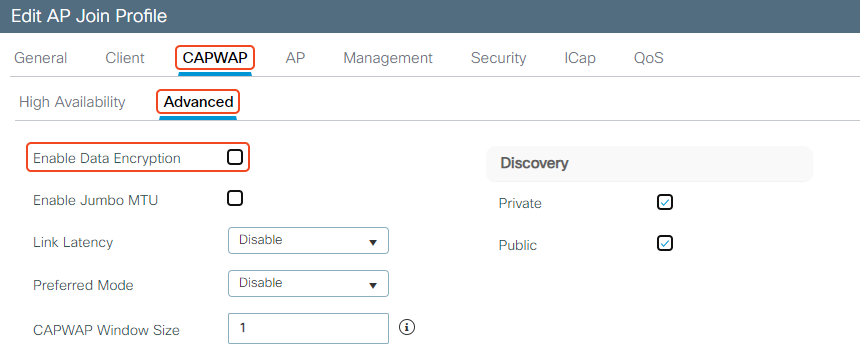 Edit AP Join Profile
General Client CAPWAP AP Management Security ICap QoS
High Availability Advanced
Enable Data Encryption
Discovery
Enable Jumbo MTU
Private
Link Latency Disable
Public
Preferred Mode Disable
CAPWAP Window Size 1